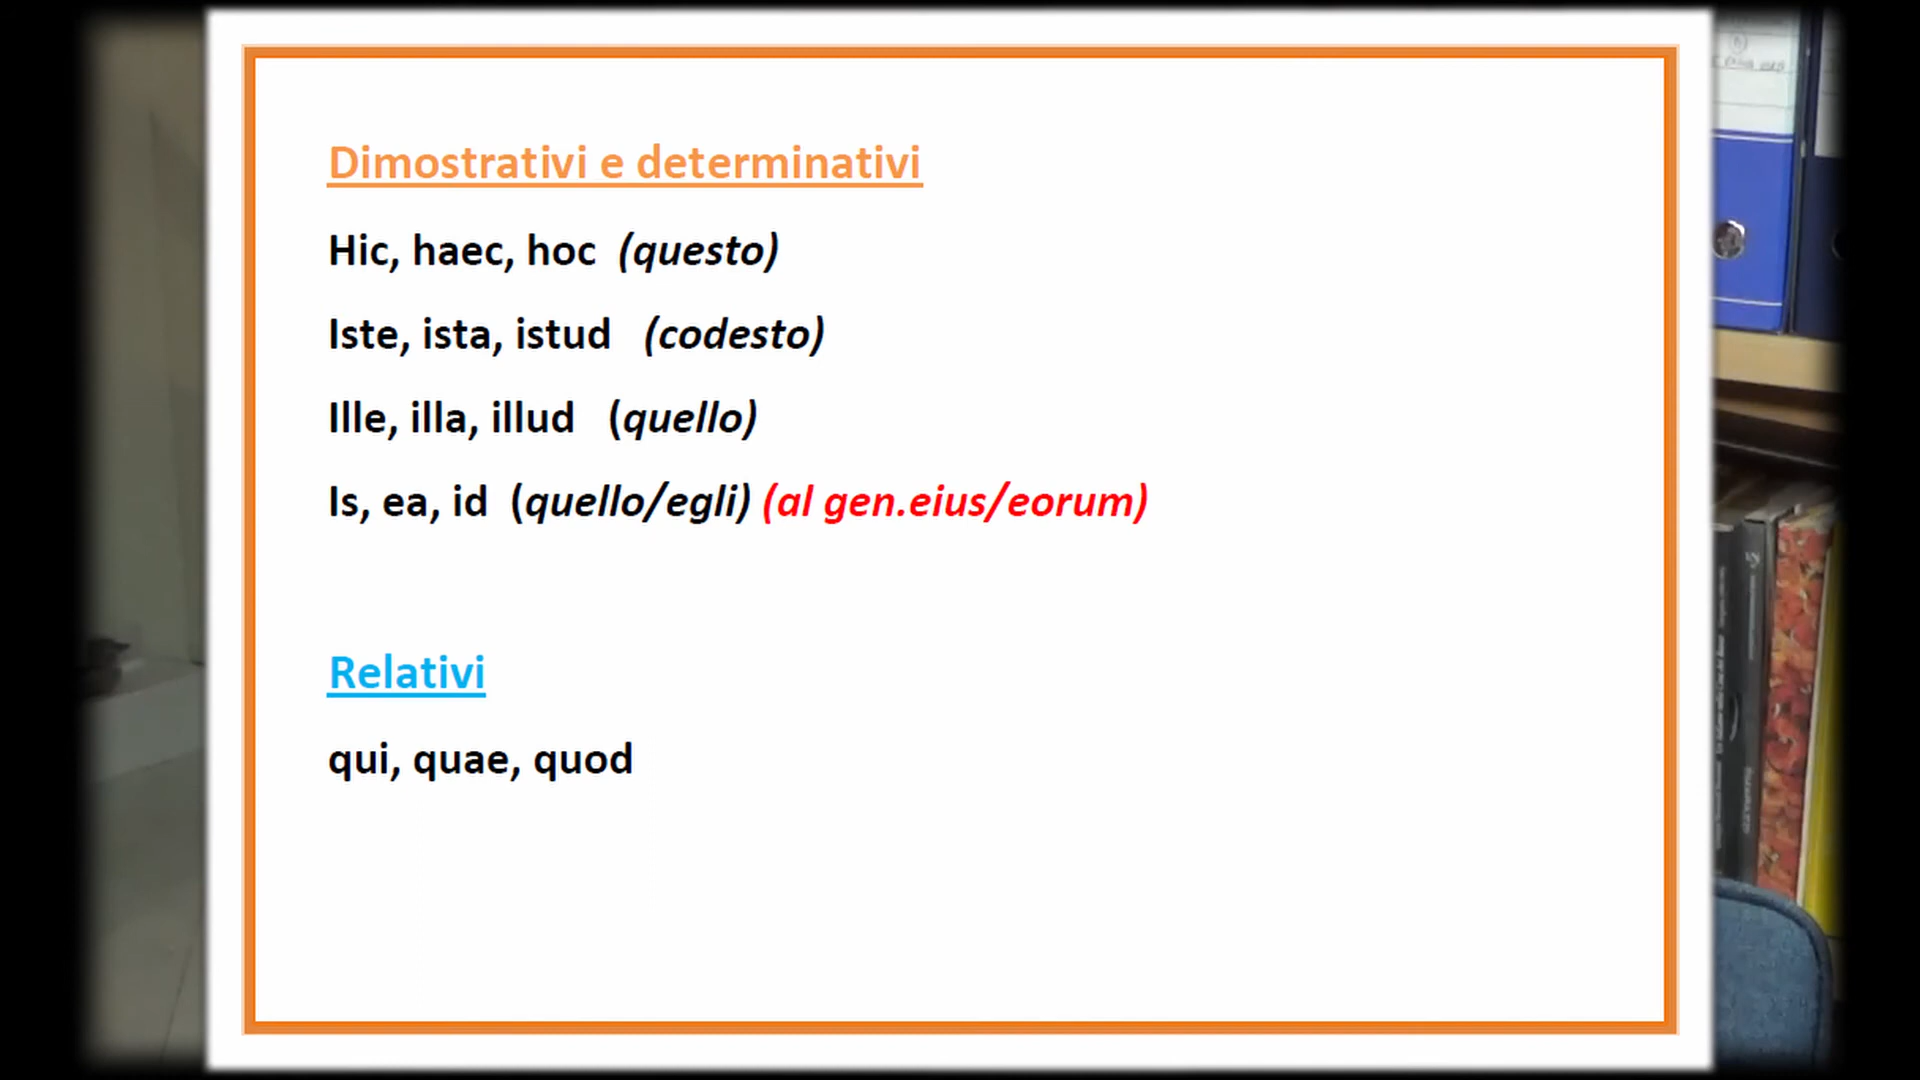 Dimostrativi e determinativi
Hic, haec, hoc (questo)
Iste, ista, istud (codesto)
Ille, illa, illud (quello)
Is, ea, id (quello/egli) (al gen.eius/eorum)
Relativi
qui, quae, quod